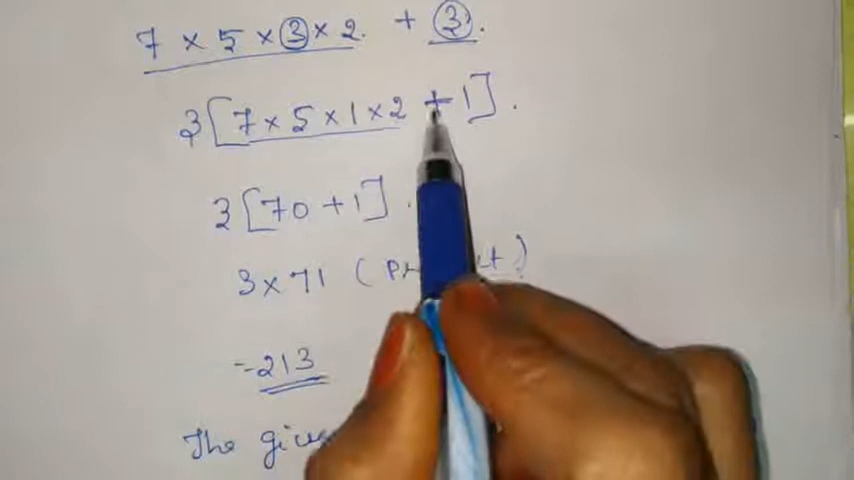 7 × 5 × 3 × 2 + 3.
3[7 × 5 × 1 × 2 + 1].
3[70 + 1].
3 × 71 (
= 213
The